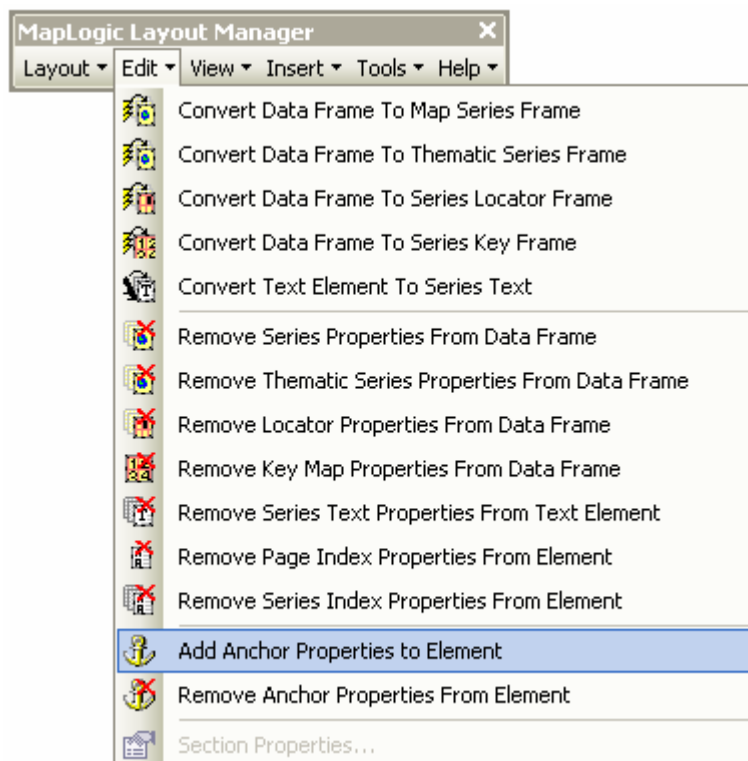 MapLogic Layout Manager
Layout Edit View Insert Tools Help
Convert Data Frame To Map Series Frame
Convert Data Frame To Thematic Series Frame
Convert Data Frame To Series Locator Frame
Convert Data Frame To Series Key Frame
Convert Text Element To Series Text
Remove Series Properties From Data Frame
Remove Thematic Series Properties From Data Frame
Remove Locator Properties From Data Frame
Remove Key Map Properties From Data Frame
Remove Series Text Properties From Text Element
Remove Page Index Properties From Element
Remove Series Index Properties From Element
Add Anchor Properties to Element
Remove Anchor Properties From Element
Section Properties...